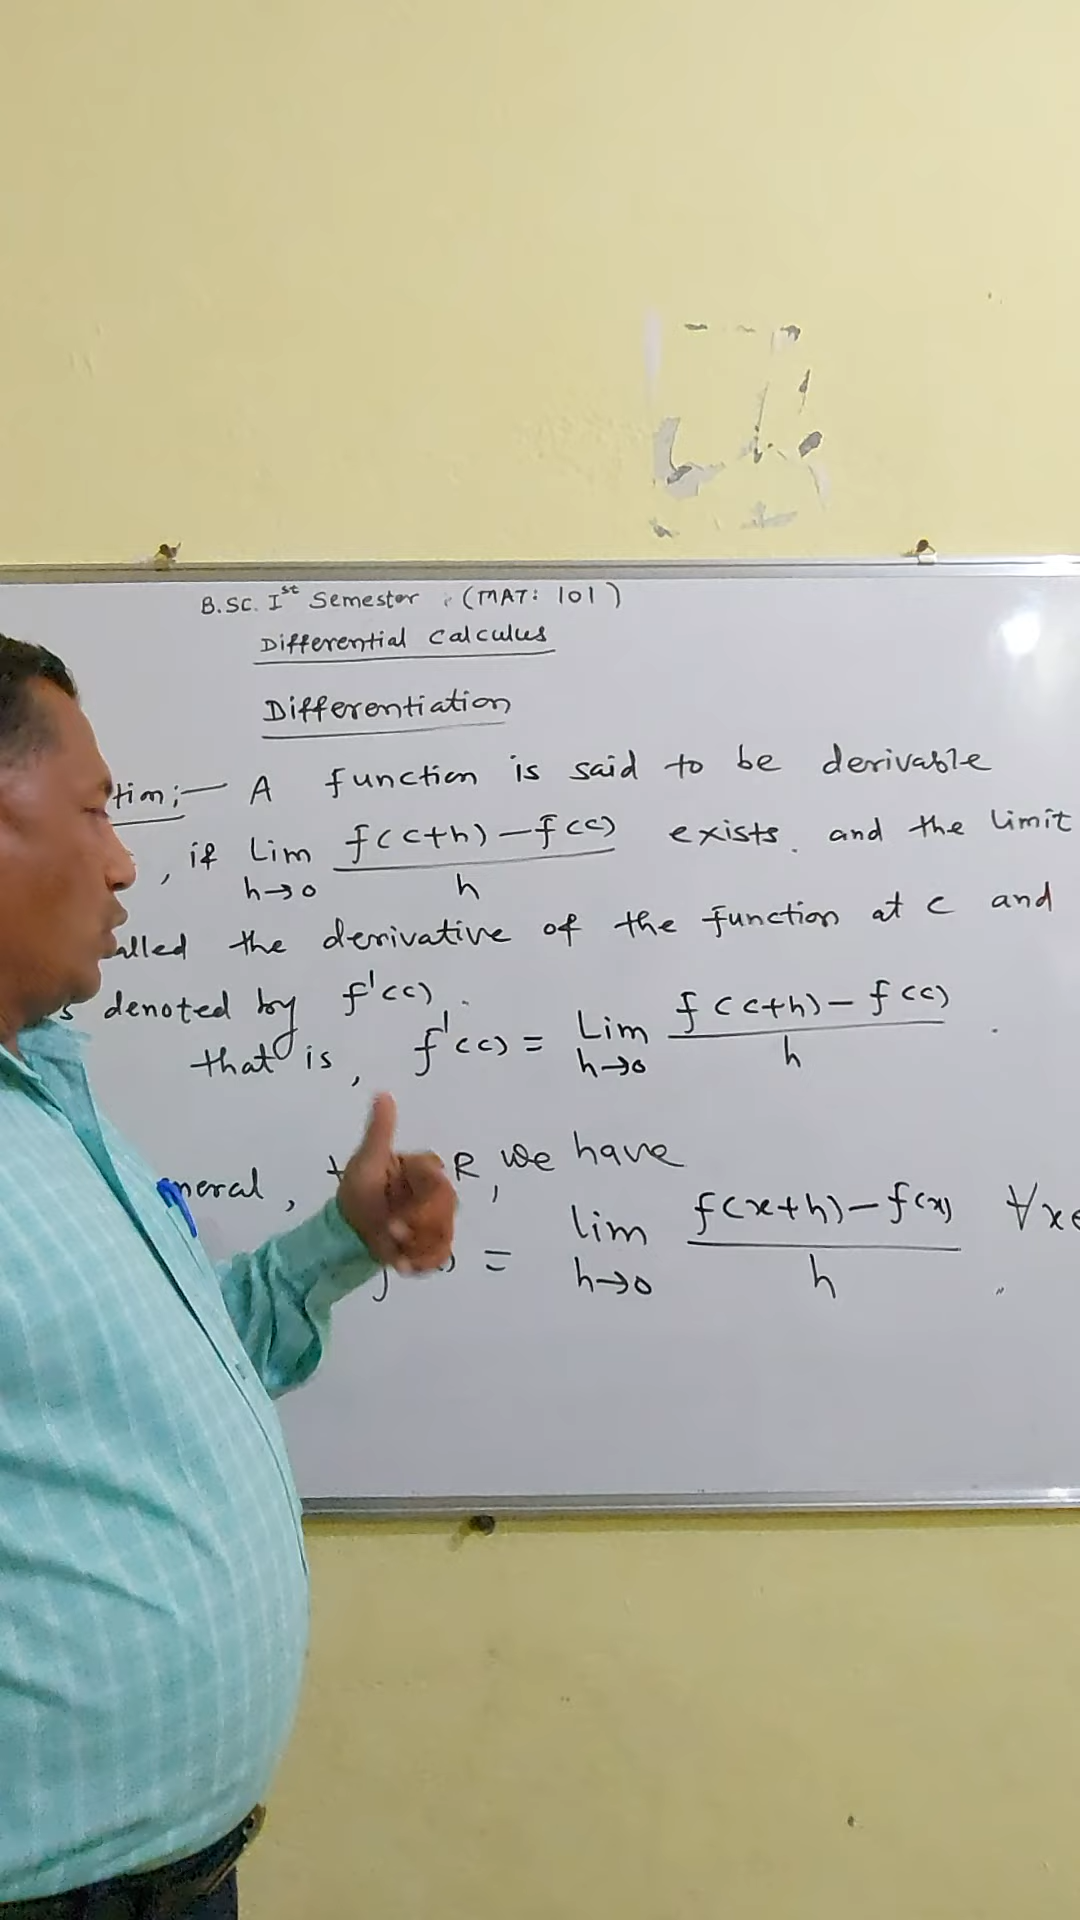 B.SC. Ist Semester (MAT: 101)
Differential Calculus
Differentiation
tion:— A function is said to be derivable
, if Lim h→0 f(c+h)-f(c)/h exists. and the limit
alled the derivative of the function at c and
s denoted by f'(c).
that is, f'(c) = Lim h→0 f(c+h)-f(c)/h .
neral, R, we have
= lim h→0 f(x+h)-f(x)/h ∀x∈